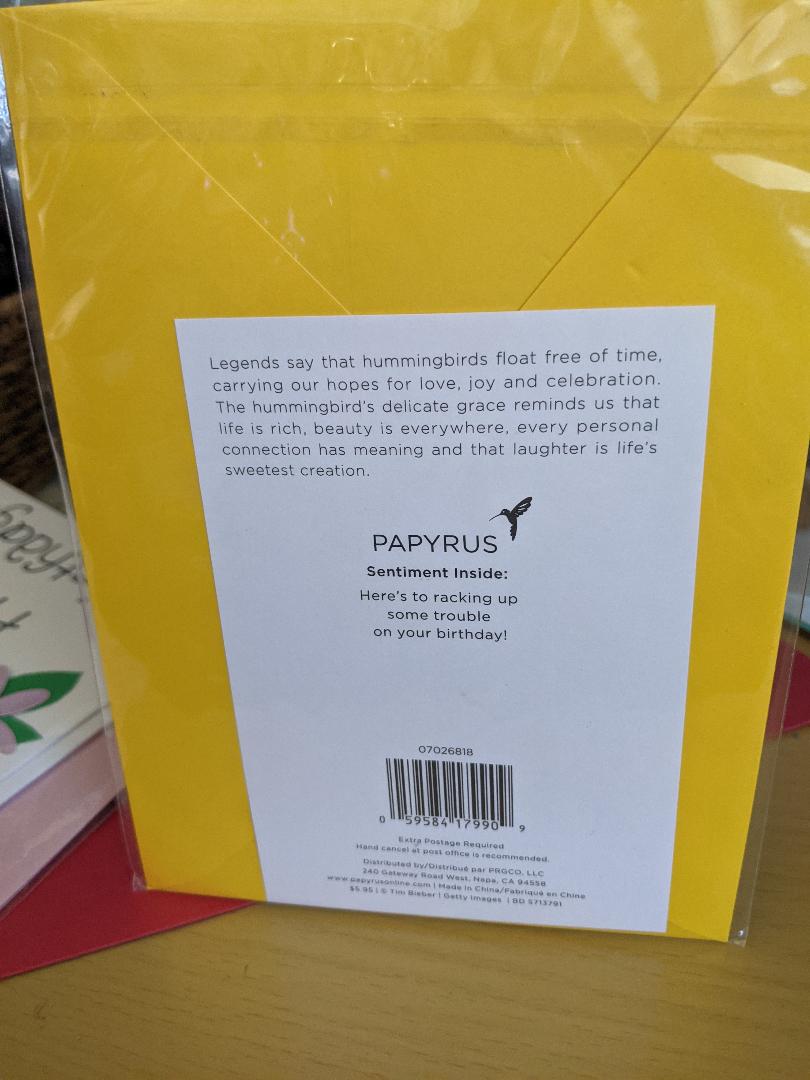 Legends say that hummingbirds float free of time,
carrying our hopes for love, joy and celebration.
The hummingbird's delicate grace reminds us that
life is rich, beauty is everywhere, every personal
connection has meaning and that laughter is life's
sweetest creation.
PAPYRUS
Sentiment Inside:
Here's to racking up
some trouble
on your birthday!
07026818
0 59584 17990 9
Extra Postage Required
Hand cancel at post office is recommended.
Distributed by/Distribué par PRGCO, LLC
240 Gateway Road West, Napa, CA 94558
www.papyrusonline.com | Made in China/Fabriqué en Chine
$5.95 | © Tim Bieber | Getty Images | BD 5713791
Happy